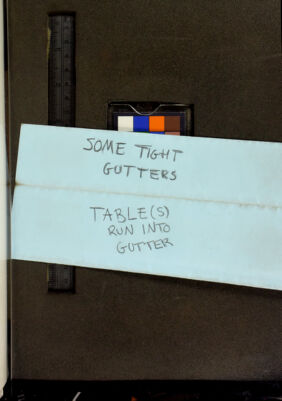 SOME TIGHT
GUTTERS
TABLE(S)
RUN INTO
GUTTER